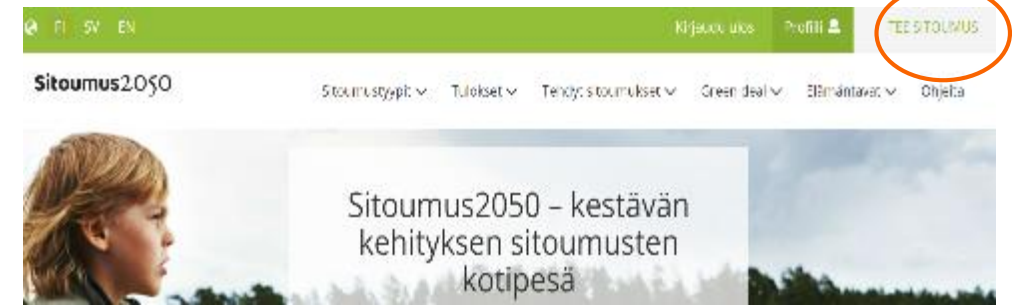 FI SV EN Kirjaudu ulos Profiili TEE SITOUMUS
Sitoumus2050 Sitoumustyypit Tulokset Tehdyt sitoumukset Green deal Elämäntavat Ohjeita
Sitoumus2050 – kestävän
kehityksen sitoumusten
kotipesä